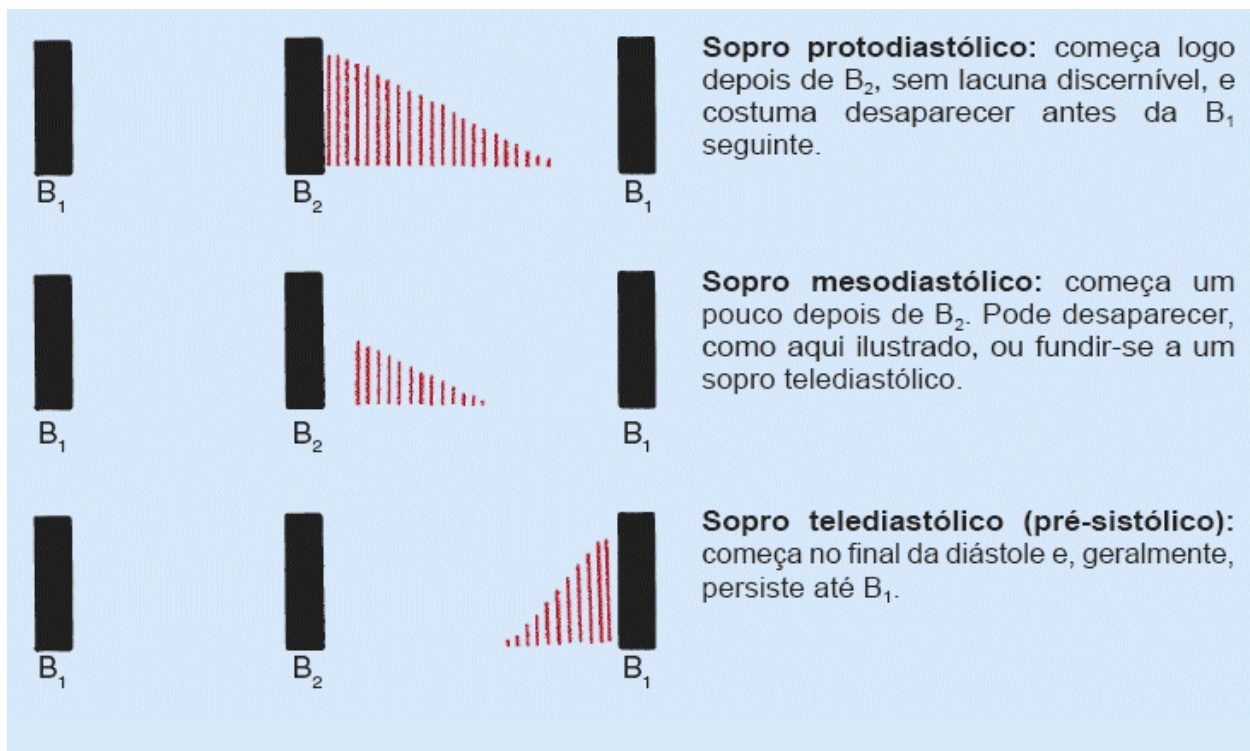 Sopro protodiastólico: começa logo
depois de B₂, sem lacuna discernível, e
costuma desaparecer antes da B₁
seguinte.
B₁ B₂ B₁
Sopro mesodiastólico: começa um
pouco depois de B₂. Pode desaparecer,
como aqui ilustrado, ou fundir-se a um
sopro telediastólico.
B₁ B₂ B₁
Sopro telediastólico (pré-sistólico):
começa no final da diástole e, geralmente,
persiste até B₁.
B₁ B₂ B₁